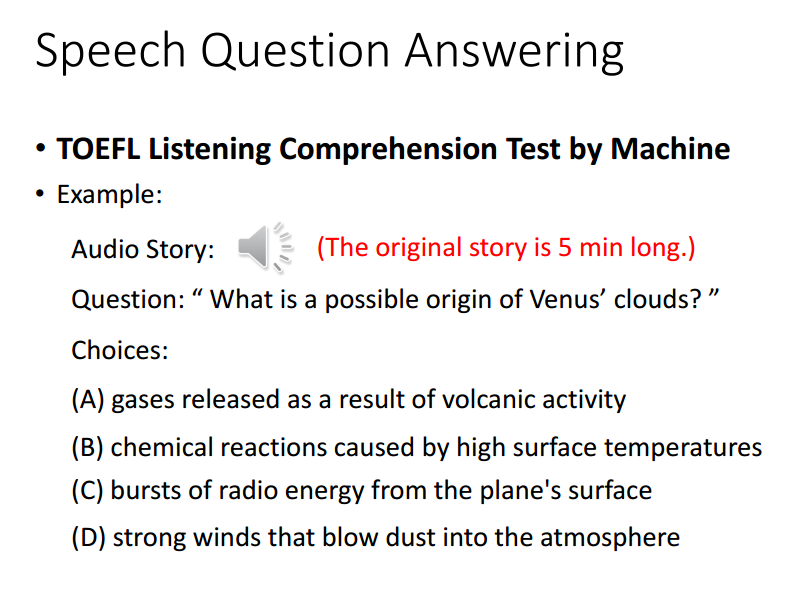 Speech Question Answering
• TOEFL Listening Comprehension Test by Machine
• Example:
Audio Story: (The original story is 5 min long.)
Question: “ What is a possible origin of Venus’ clouds? ”
Choices:
(A) gases released as a result of volcanic activity
(B) chemical reactions caused by high surface temperatures
(C) bursts of radio energy from the plane's surface
(D) strong winds that blow dust into the atmosphere